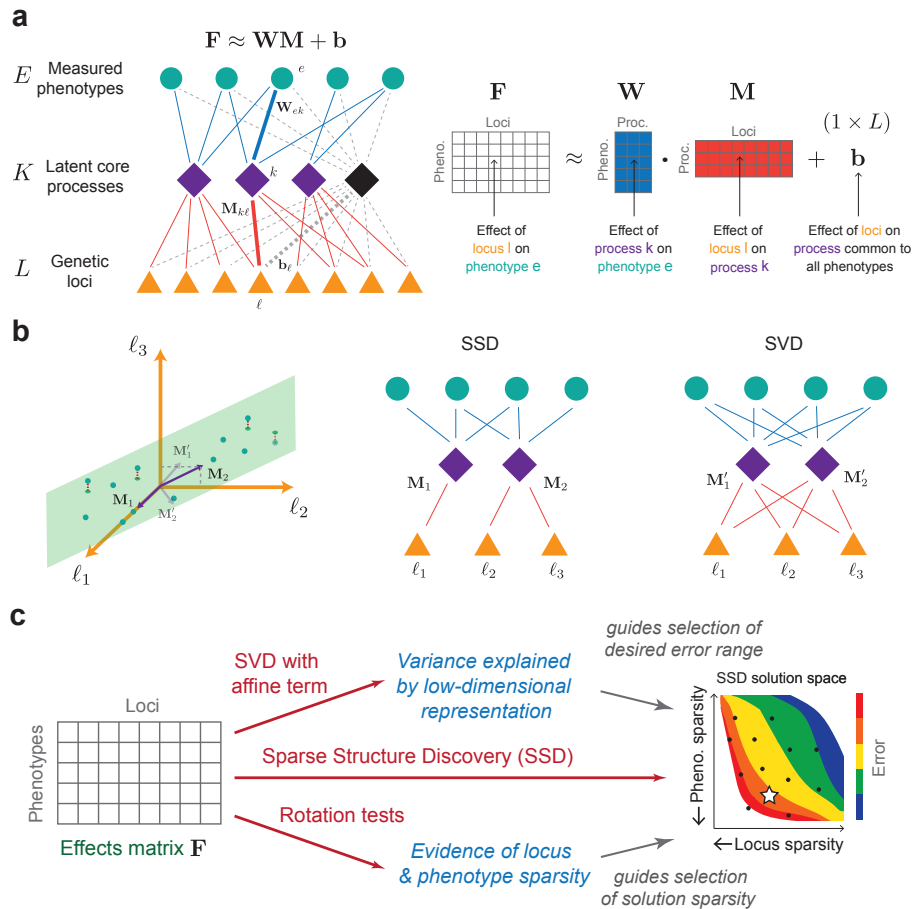 a
F ≈ WM + b
E Measured phenotypes
e
W_ek
K Latent core processes
k
M_kℓ
b_ℓ
L Genetic loci
ℓ
F
Loci
Pheno.
≈
W
Proc.
Pheno.
·
M
Loci
Proc.
+
(1 × L)
b
Effect of
locus l on
phenotype e
Effect of
process k on
phenotype e
Effect of
locus l on
process k
Effect of loci on
process common to
all phenotypes
b
ℓ₃
M′₁
M₂
M₁
M′₂
ℓ₂
ℓ₁
SSD
M₁ M₂
ℓ₁ ℓ₂ ℓ₃
SVD
M′₁ M′₂
ℓ₁ ℓ₂ ℓ₃
c
Loci
Phenotypes
Effects matrix F
SVD with
affine term
Variance explained
by low-dimensional
representation
guides selection of
desired error range
Sparse Structure Discovery (SSD)
Rotation tests
Evidence of locus
& phenotype sparsity
guides selection
of solution sparsity
SSD solution space
← Pheno. sparsity
← Locus sparsity
Error